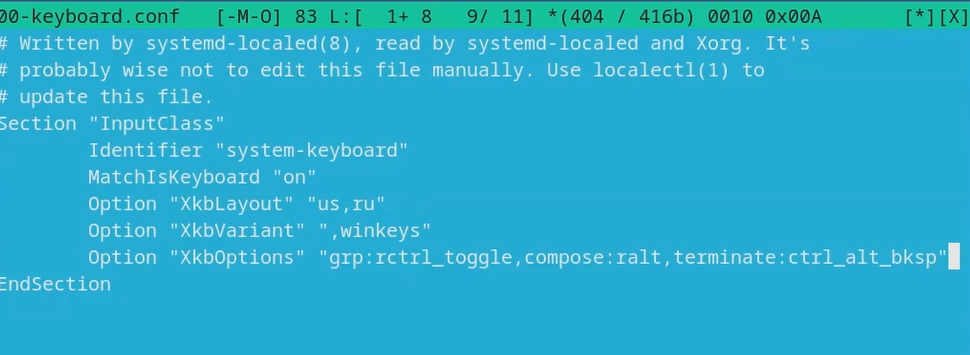 00-keyboard.conf   [-M-O] 83 L:[  1+ 8   9/ 11] *(404 / 416b) 0010 0x00A       [*][X]
# Written by systemd-localed(8), read by systemd-localed and Xorg. It's
# probably wise not to edit this file manually. Use localectl(1) to
# update this file.
Section "InputClass"
        Identifier "system-keyboard"
        MatchIsKeyboard "on"
        Option "XkbLayout" "us,ru"
        Option "XkbVariant" ",winkeys"
        Option "XkbOptions" "grp:rctrl_toggle,compose:ralt,terminate:ctrl_alt_bksp"
EndSection